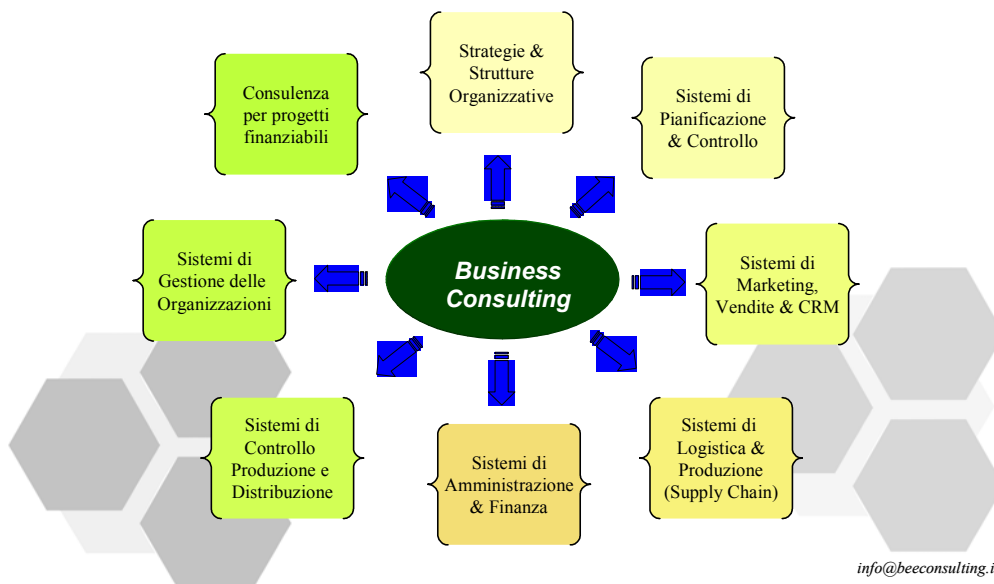 Strategie &
Strutture
Organizzative
Consulenza
per progetti
finanziabili
Sistemi di
Pianificazione
& Controllo
Sistemi di
Gestione delle
Organizzazioni
Business
Consulting
Sistemi di
Marketing,
Vendite & CRM
Sistemi di
Controllo
Produzione e
Distribuzione
Sistemi di
Amministrazione
& Finanza
Sistemi di
Logistica &
Produzione
(Supply Chain)
info@beeconsulting.i